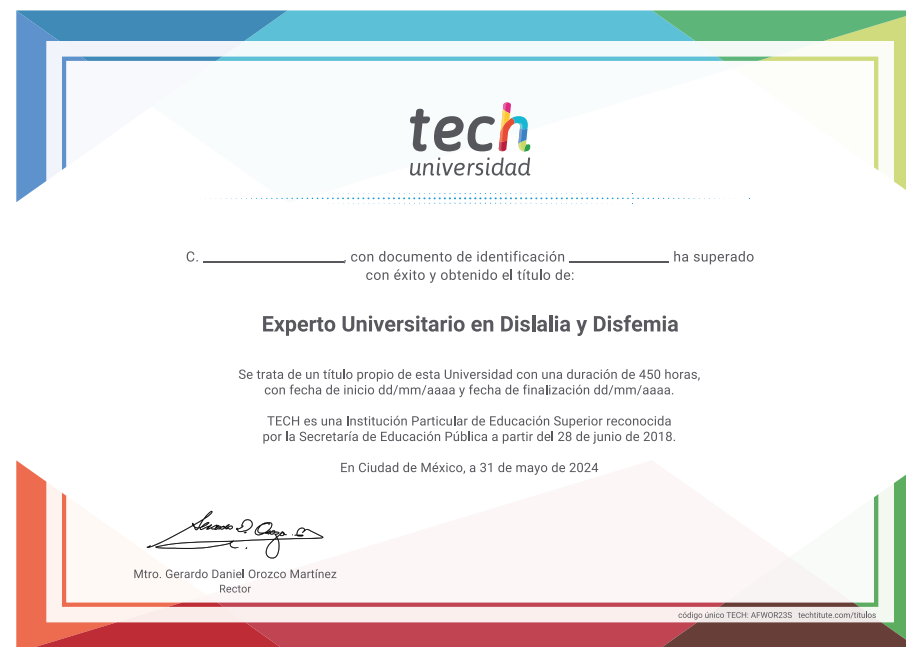 tech
universidad
C. ____________, con documento de identificación ____________ ha superado
con éxito y obtenido el título de:
Experto Universitario en Dislalia y Disfemia
Se trata de un título propio de esta Universidad con una duración de 450 horas,
con fecha de inicio dd/mm/aaaa y fecha de finalización dd/mm/aaaa.
TECH es una Institución Particular de Educación Superior reconocida
por la Secretaría de Educación Pública a partir del 28 de junio de 2018.
En Ciudad de México, a 31 de mayo de 2024
Mtro. Gerardo Daniel Orozco Martínez
Rector
código único TECH: AFWOR23S techtitute.com/titulos